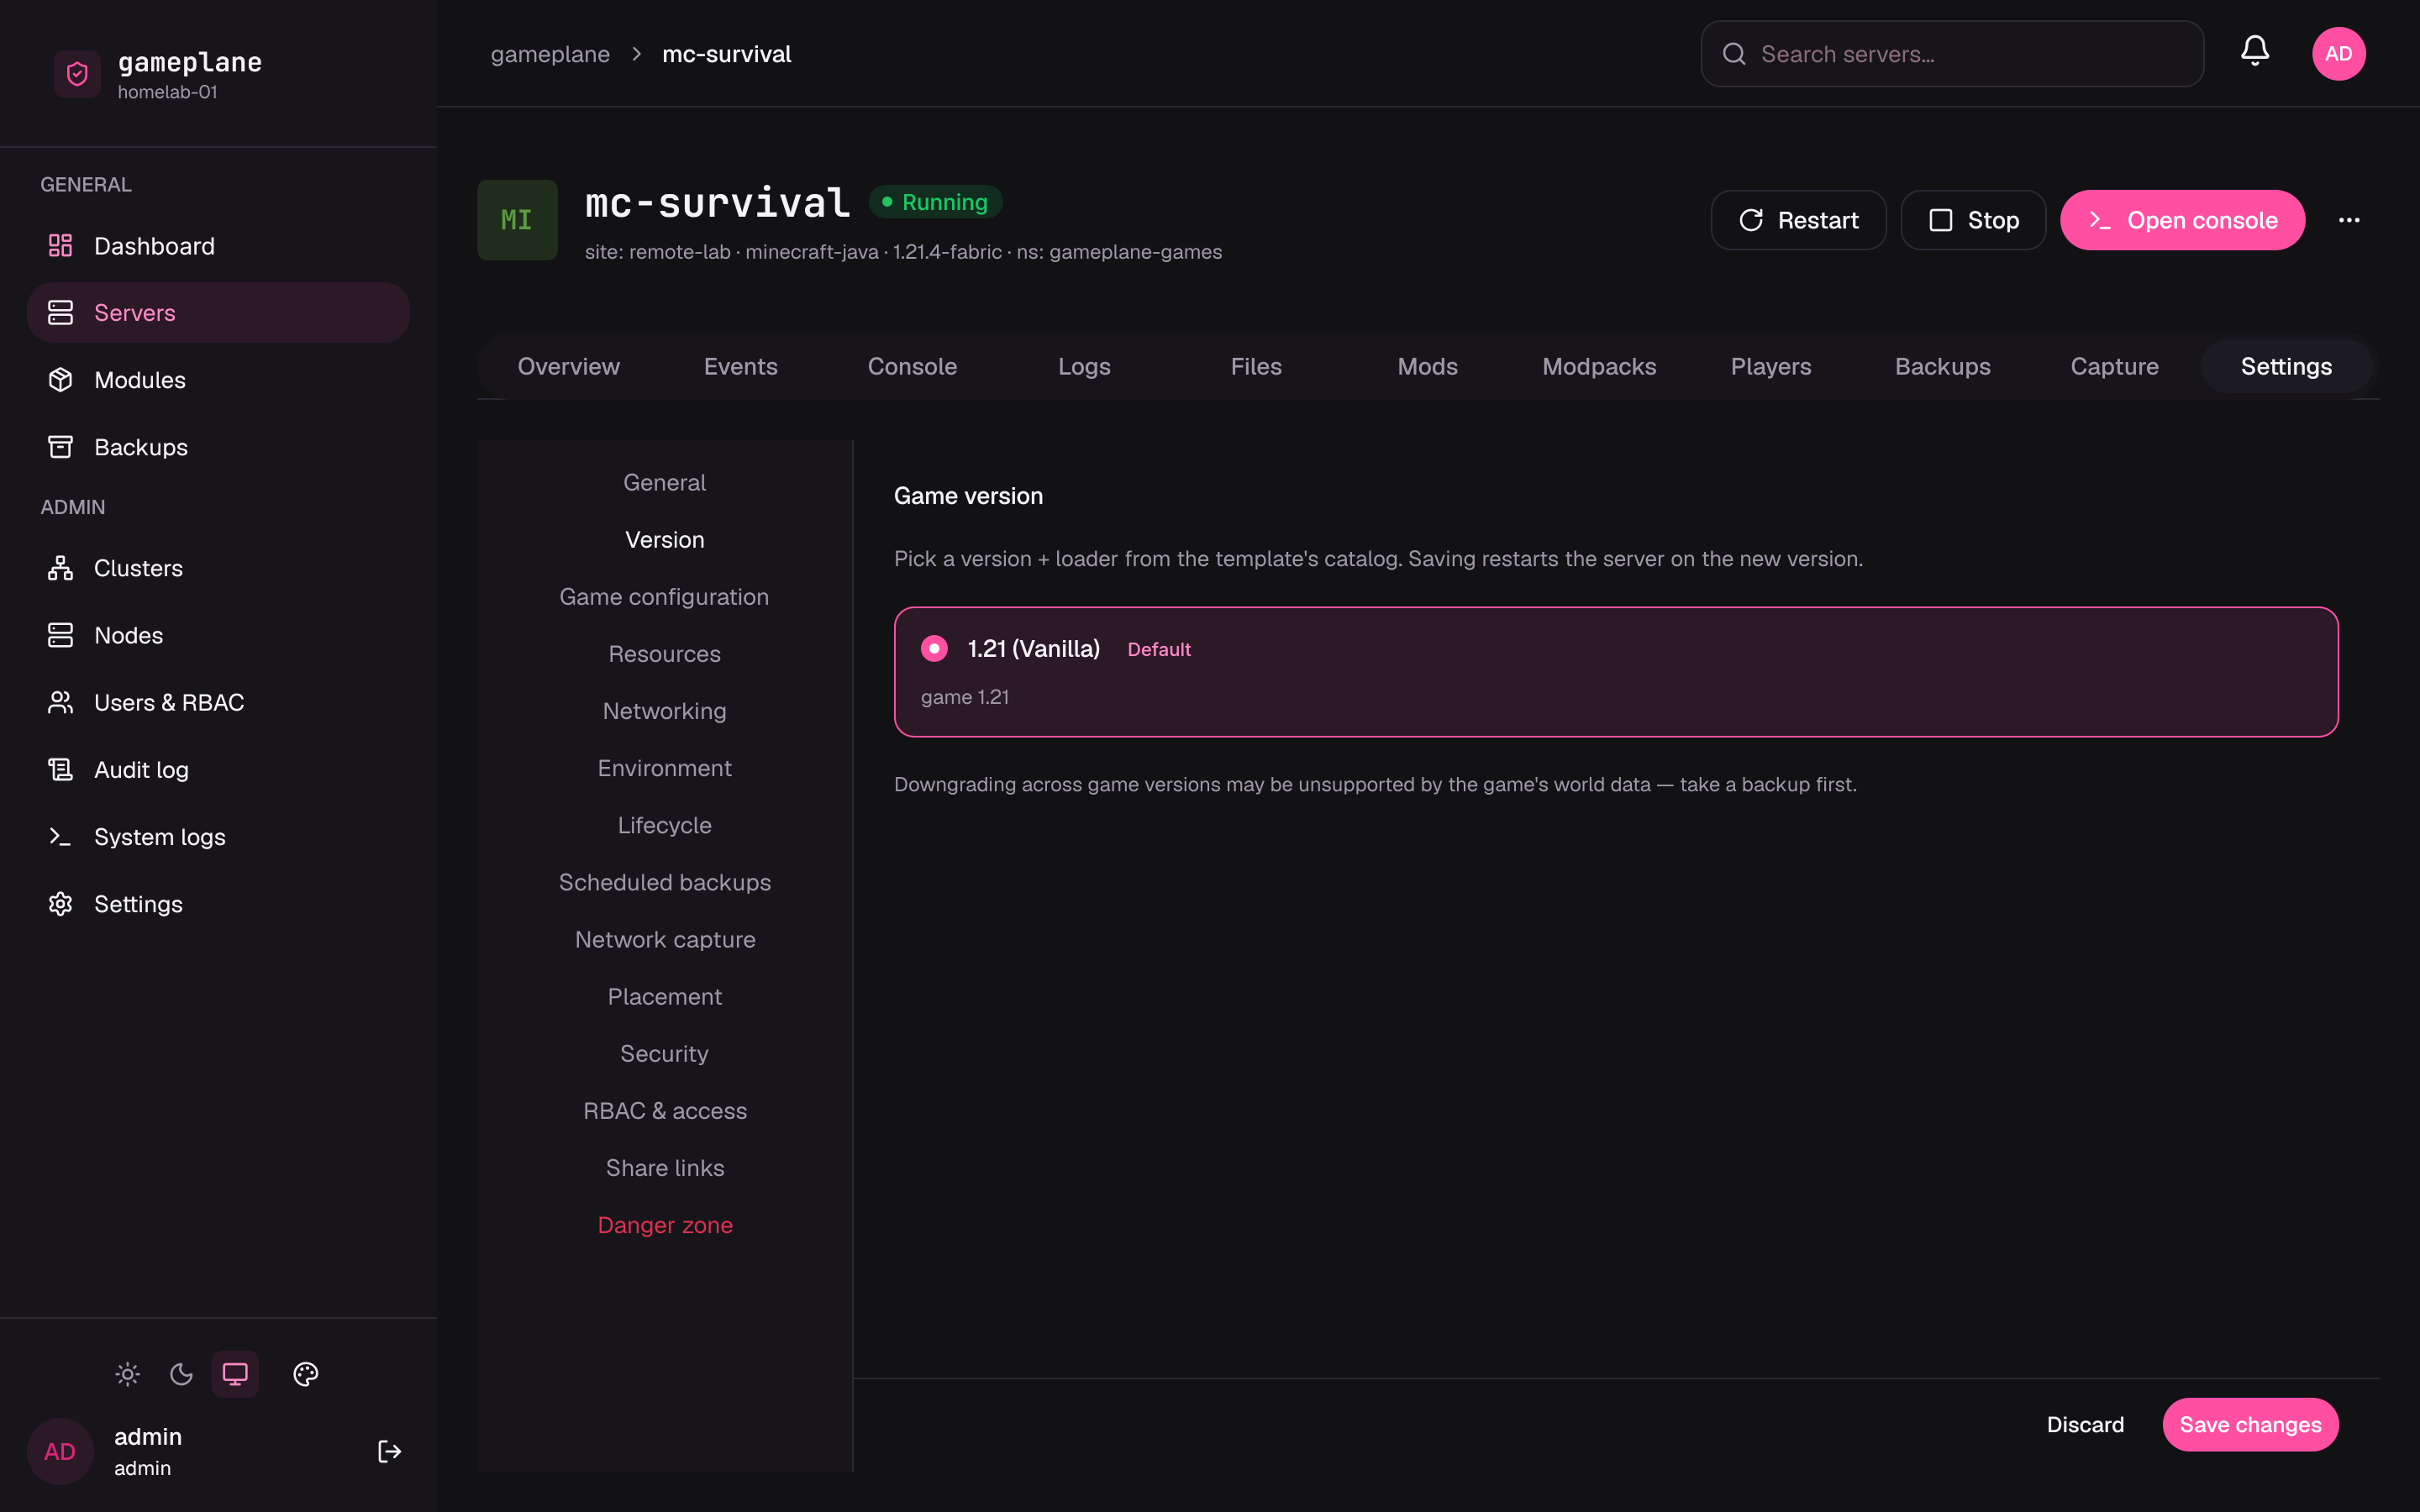 gameplane
homelab-01
GENERAL
Dashboard
Servers
Modules
Backups
ADMIN
Clusters
Nodes
Users & RBAC
Audit log
System logs
Settings
AD
admin
admin
gameplane > mc-survival
Search servers...
AD
MI
mc-survival
Running
site: remote-lab · minecraft-java · 1.21.4-fabric · ns: gameplane-games
Restart
Stop
Open console
Overview
Events
Console
Logs
Files
Mods
Modpacks
Players
Backups
Capture
Settings
General
Version
Game configuration
Resources
Networking
Environment
Lifecycle
Scheduled backups
Network capture
Placement
Security
RBAC & access
Share links
Danger zone
Game version
Pick a version + loader from the template's catalog. Saving restarts the server on the new version.
1.21 (Vanilla) Default
game 1.21
Downgrading across game versions may be unsupported by the game's world data — take a backup first.
Discard
Save changes